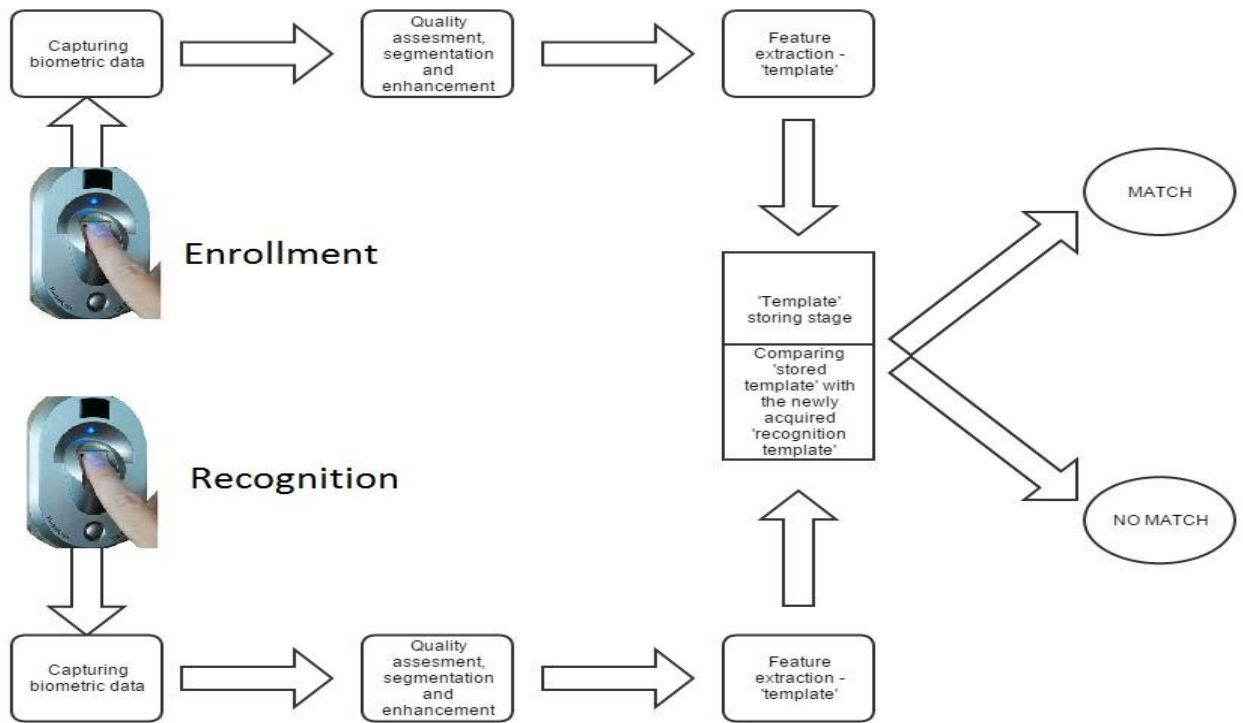 Capturing
biometric data
Quality
assesment,
segmentation
and
enhancement
Feature
extraction -
'template'
Enrollment
MATCH
'Template'
storing stage
Comparing
'stored
template' with
the newly
acquired
'recognition
template'
Recognition
NO MATCH
Capturing
biometric data
Quality
assesment,
segmentation
and
enhancement
Feature
extraction -
'template'